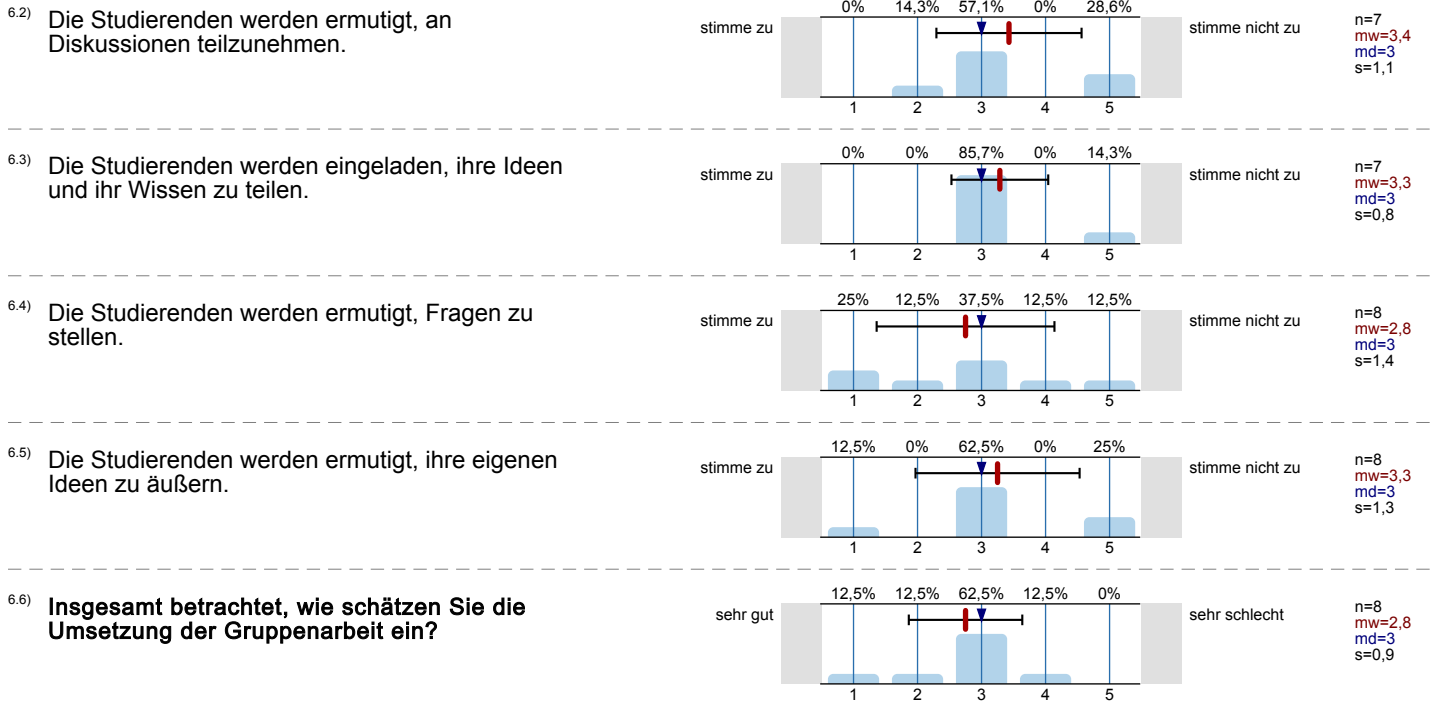 6.2) Die Studierenden werden ermutigt, an
Diskussionen teilzunehmen.
stimme zu
0% 14,3% 57,1% 0% 28,6%
1 2 3 4 5
stimme nicht zu
n=7
mw=3,4
md=3
s=1,1
6.3) Die Studierenden werden eingeladen, ihre Ideen
und ihr Wissen zu teilen.
stimme zu
0% 0% 85,7% 0% 14,3%
1 2 3 4 5
stimme nicht zu
n=7
mw=3,3
md=3
s=0,8
6.4) Die Studierenden werden ermutigt, Fragen zu
stellen.
stimme zu
25% 12,5% 37,5% 12,5% 12,5%
1 2 3 4 5
stimme nicht zu
n=8
mw=2,8
md=3
s=1,4
6.5) Die Studierenden werden ermutigt, ihre eigenen
Ideen zu äußern.
stimme zu
12,5% 0% 62,5% 0% 25%
1 2 3 4 5
stimme nicht zu
n=8
mw=3,3
md=3
s=1,3
6.6) Insgesamt betrachtet, wie schätzen Sie die
Umsetzung der Gruppenarbeit ein?
sehr gut
12,5% 12,5% 62,5% 12,5% 0%
1 2 3 4 5
sehr schlecht
n=8
mw=2,8
md=3
s=0,9